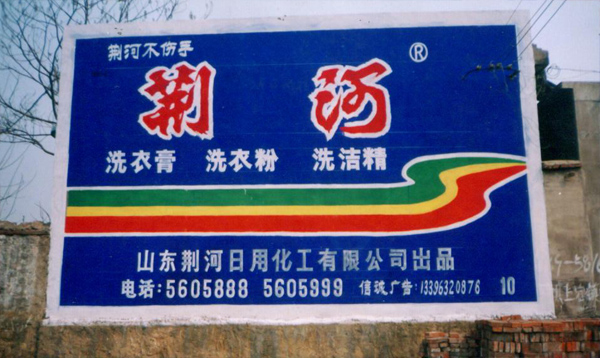 荆河不伤手
荆河®
洗衣膏 洗衣粉 洗洁精
山东荆河日用化工有限公司出品
电话:5605888 5605999 信诚广告:13396320876 10